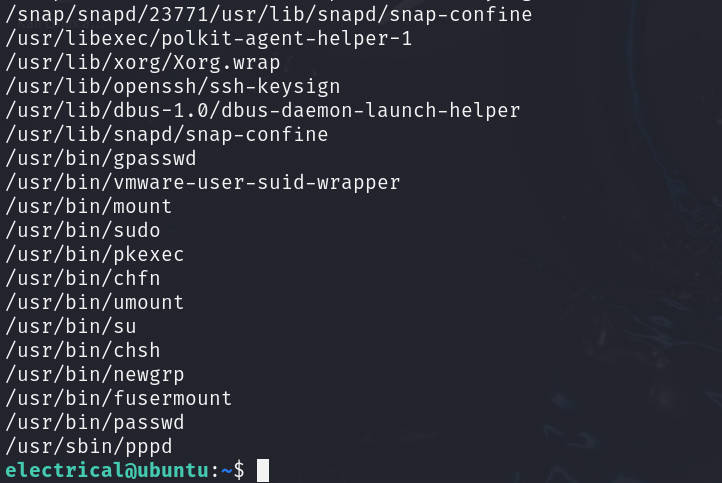 /snap/snapd/23771/usr/lib/snapd/snap-confine
/usr/libexec/polkit-agent-helper-1
/usr/lib/xorg/Xorg.wrap
/usr/lib/openssh/ssh-keysign
/usr/lib/dbus-1.0/dbus-daemon-launch-helper
/usr/lib/snapd/snap-confine
/usr/bin/gpasswd
/usr/bin/vmware-user-suid-wrapper
/usr/bin/mount
/usr/bin/sudo
/usr/bin/pkexec
/usr/bin/chfn
/usr/bin/umount
/usr/bin/su
/usr/bin/chsh
/usr/bin/newgrp
/usr/bin/fusermount
/usr/bin/passwd
/usr/sbin/pppd
electrical@ubuntu:~$